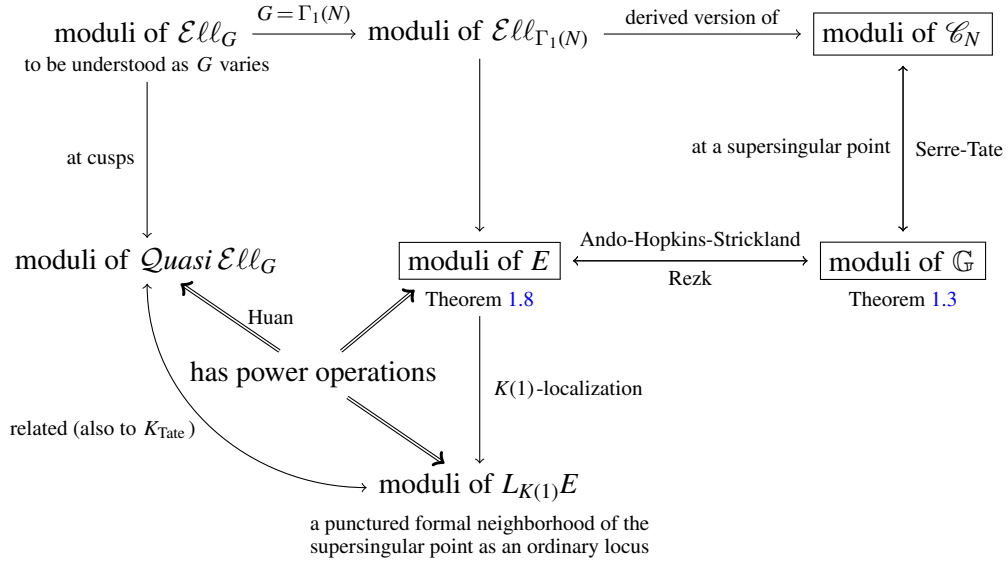 moduli of 𝓔ℓℓ_G
G = Γ₁(N)
moduli of 𝓔ℓℓ_{Γ₁(N)}
derived version of
moduli of 𝒞_N
to be understood as G varies
at cusps
at a supersingular point
Serre-Tate
moduli of 𝒬uasi 𝓔ℓℓ_G
moduli of E
Ando-Hopkins-Strickland
Rezk
moduli of 𝔾
Theorem 1.8
Theorem 1.3
Huan
has power operations
K(1)-localization
related (also to K_Tate)
moduli of L_{K(1)}E
a punctured formal neighborhood of the
supersingular point as an ordinary locus